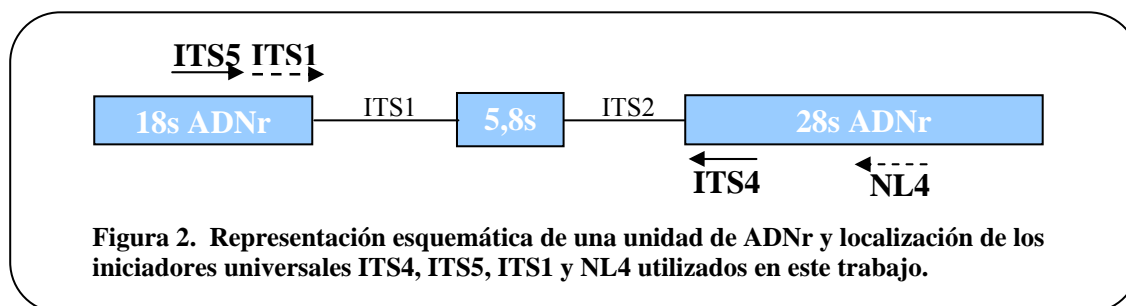 ITS5 ITS1
18s ADNr ITS1 5,8s ITS2 28s ADNr
ITS4 NL4
Figura 2. Representación esquemática de una unidad de ADNr y localización de los
iniciadores universales ITS4, ITS5, ITS1 y NL4 utilizados en este trabajo.